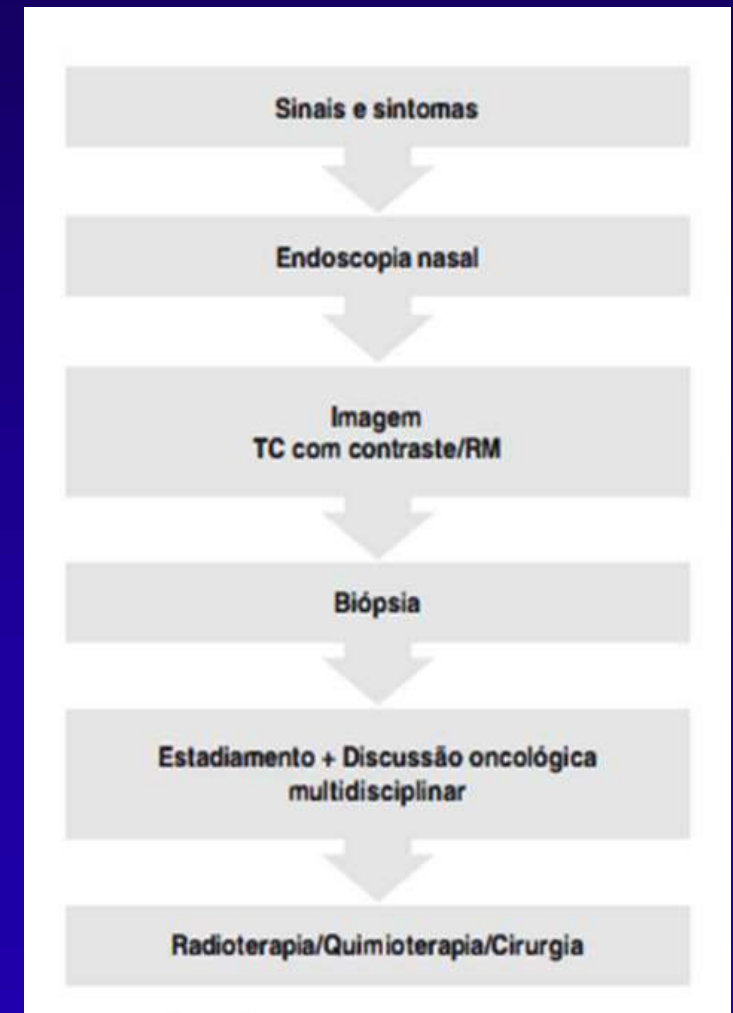 Sinais e sintomas
Endoscopia nasal
Imagem
TC com contraste/RM
Biópsia
Estadiamento + Discussão oncológica
multidisciplinar
Radioterapia/Quimioterapia/Cirurgia